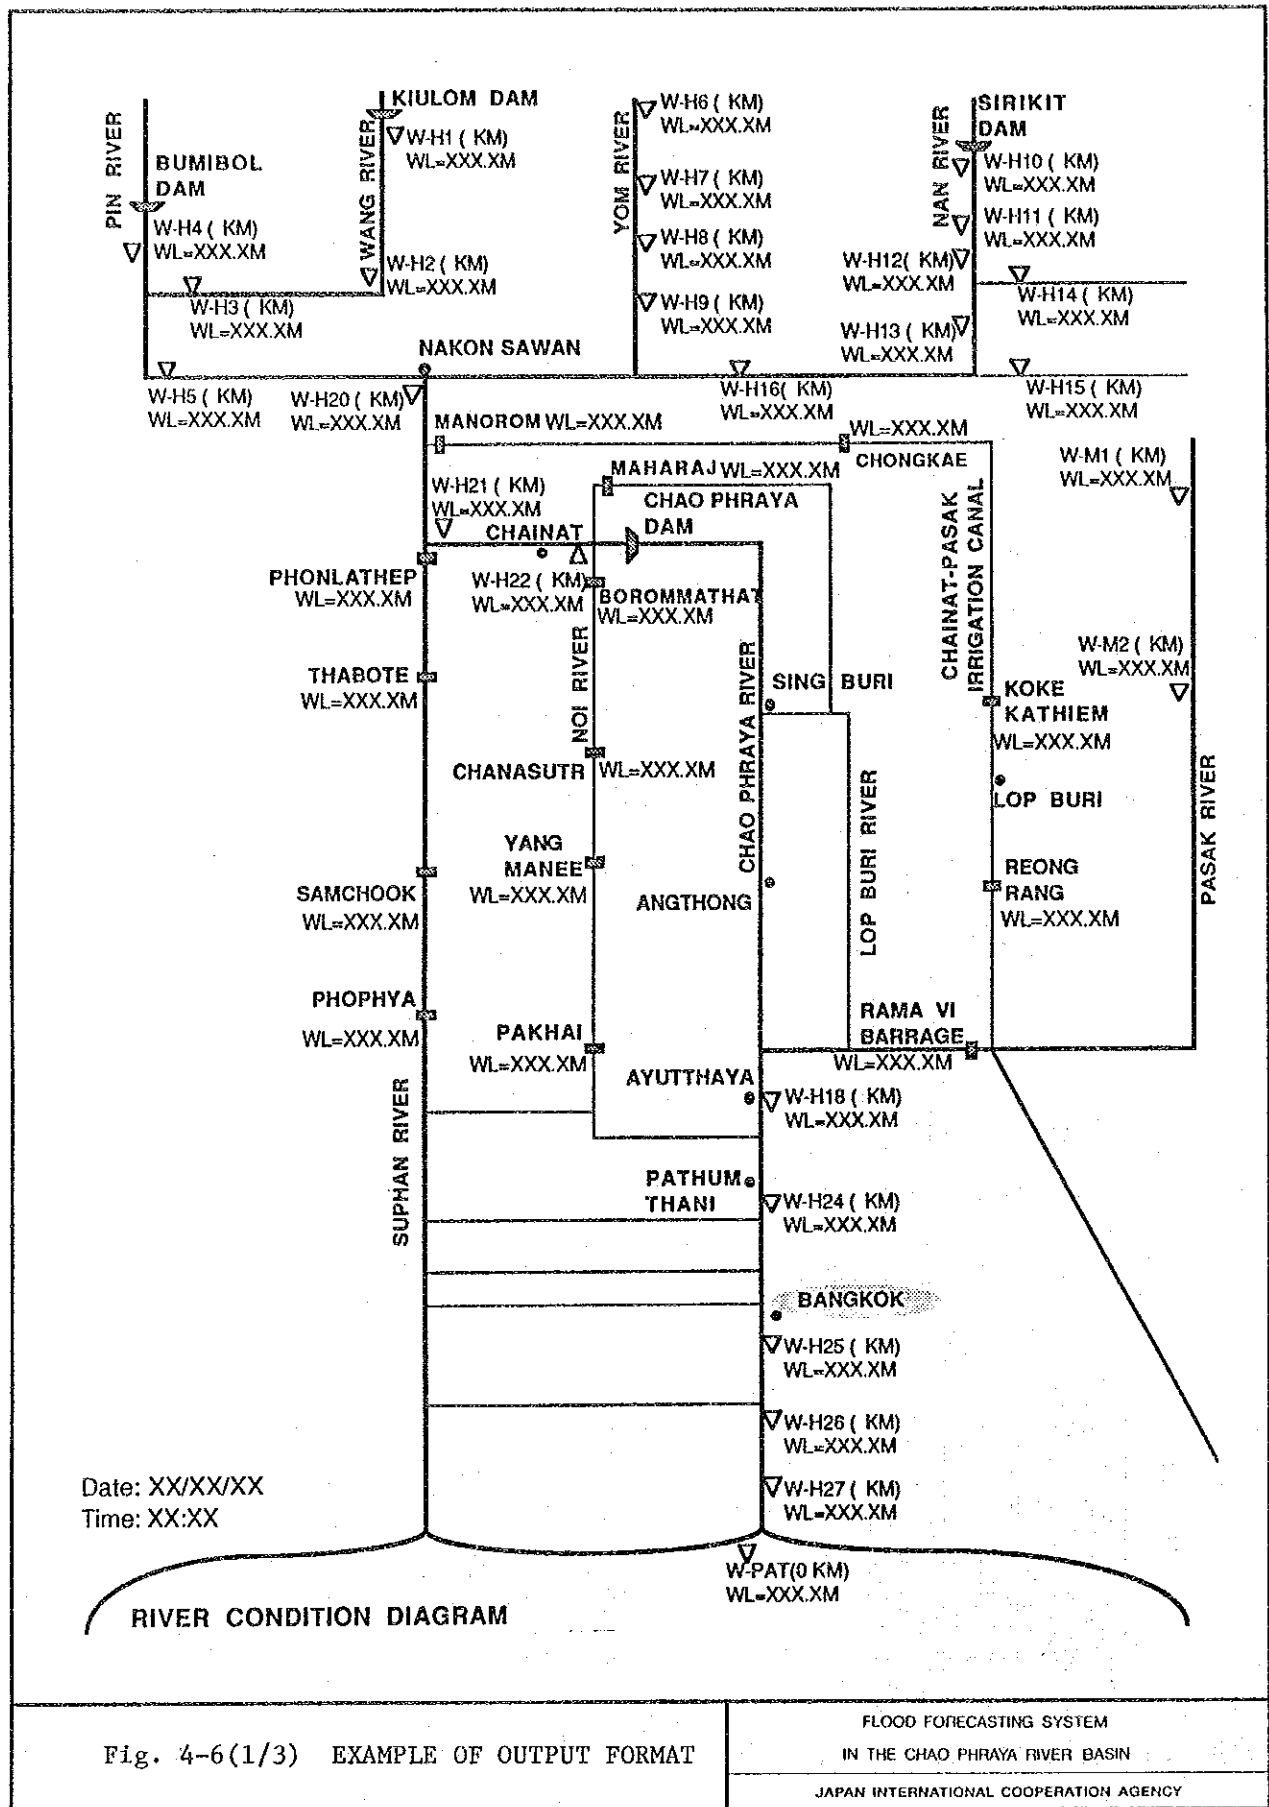 KIULOM DAM
W-H1 ( KM)
WL=XXX.XM
W-H6 ( KM)
WL=XXX.XM
SIRIKIT
DAM
PIN RIVER
BUMIBOL
DAM
WANG RIVER
YOM RIVER
NAN RIVER
W-H10 ( KM)
WL=XXX.XM
W-H7 ( KM)
WL=XXX.XM
W-H11 ( KM)
WL=XXX.XM
W-H4 ( KM)
WL=XXX.XM
W-H8 ( KM)
WL=XXX.XM
W-H2 ( KM)
WL=XXX.XM
W-H12( KM)
WL=XXX.XM
W-H3 ( KM)
WL=XXX.XM
W-H9 ( KM)
WL=XXX.XM
W-H14( KM)
WL=XXX.XM
W-H13( KM)
WL=XXX.XM
NAKON SAWAN
W-H5 ( KM)
WL=XXX.XM
W-H20( KM)
WL=XXX.XM
W-H16( KM)
WL=XXX.XM
W-H15( KM)
WL=XXX.XM
MANOROM WL=XXX.XM
WL=XXX.XM
CHONGKAE
W-M1 ( KM)
WL=XXX.XM
MAHARAJ WL=XXX.XM
W-H21 ( KM)
WL=XXX.XM
CHAO PHRAYA
DAM
CHAINAT
PHONLATHEP
WL=XXX.XM
W-H22 ( KM)
WL=XXX.XM
BOROMMATHAT
WL=XXX.XM
CHAINAT-PASAK
IRRIGATION CANAL
W-M2 ( KM)
WL=XXX.XM
THABOTE
WL=XXX.XM
NOI RIVER
CHAO PHRAYA RIVER
SING BURI
KOKE
KATHIEM
WL=XXX.XM
CHANASUTR
WL=XXX.XM
LOP BURI
LOP BURI RIVER
PASAK RIVER
YANG
MANEE
WL=XXX.XM
SAMCHOOK
WL=XXX.XM
ANGTHONG
REONG
RANG
WL=XXX.XM
PHOPHYA
WL=XXX.XM
PAKHAI
WL=XXX.XM
RAMA VI
BARRAGE
WL=XXX.XM
AYUTTHAYA
W-H18 ( KM)
WL=XXX.XM
SUPHAN RIVER
PATHUM
THANI
W-H24 ( KM)
WL=XXX.XM
BANGKOK
W-H25 ( KM)
WL=XXX.XM
W-H26 ( KM)
WL=XXX.XM
Date: XX/XX/XX
Time: XX:XX
W-H27 ( KM)
WL=XXX.XM
W-PAT(0 KM)
WL=XXX.XM
RIVER CONDITION DIAGRAM
Fig. 4-6(1/3) EXAMPLE OF OUTPUT FORMAT
FLOOD FORECASTING SYSTEM
IN THE CHAO PHRAYA RIVER BASIN
JAPAN INTERNATIONAL COOPERATION AGENCY